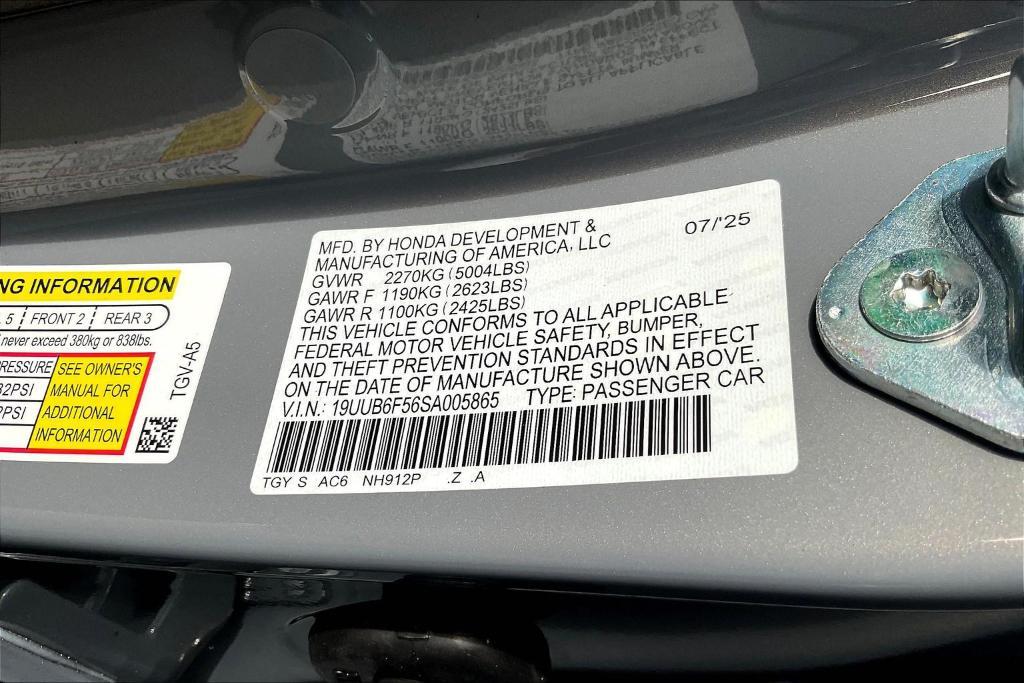 MFD. BY HONDA DEVELOPMENT & 07/'25
MANUFACTURING OF AMERICA, LLC
GVWR 2270KG (5004LBS)
GAWR F 1190KG (2623LBS)
GAWR R 1100KG (2425LBS)
THIS VEHICLE CONFORMS TO ALL APPLICABLE
FEDERAL MOTOR VEHICLE SAFETY, BUMPER,
AND THEFT PREVENTION STANDARDS IN EFFECT
ON THE DATE OF MANUFACTURE SHOWN ABOVE.
V.I.N.: 19UUB6F56SA005865 TYPE: PASSENGER CAR
TGY S AC6 NH912P .Z .A
NG INFORMATION
5 FRONT 2 REAR 3
never exceed 380kg or 838lbs.
RESSURE
32PSI
2PSI
SEE OWNER'S
MANUAL FOR
ADDITIONAL
INFORMATION
TGV-A5